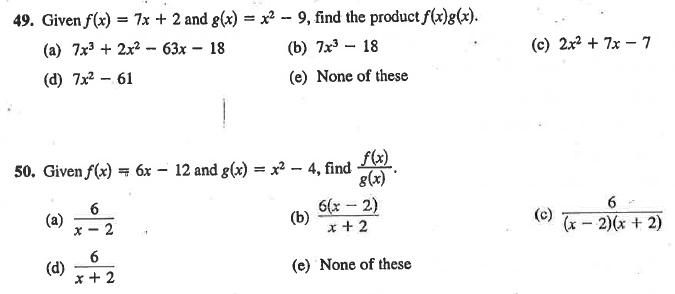 49. Given f(x) = 7x + 2 and g(x) = x² − 9, find the product f(x)g(x).
(a) 7x³ + 2x² − 63x − 18 (b) 7x³ − 18 (c) 2x² + 7x − 7
(d) 7x² − 61 (e) None of these
50. Given f(x) = 6x − 12 and g(x) = x² − 4, find f(x)/g(x).
(a) 6/(x − 2) (b) 6(x − 2)/(x + 2) (c) 6/((x − 2)(x + 2))
(d) 6/(x + 2) (e) None of these